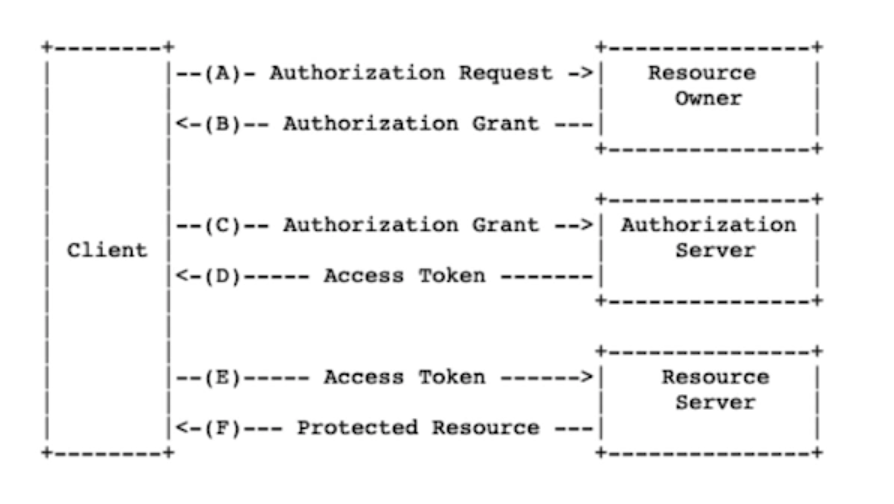 +--------+                               +---------------+
|        |--(A)- Authorization Request ->|   Resource    |
|        |                               |     Owner     |
|        |<-(B)-- Authorization Grant ---|               |
|        |                               +---------------+
|        |
|        |                               +---------------+
|        |--(C)-- Authorization Grant -->| Authorization |
| Client |                               |     Server    |
|        |<-(D)----- Access Token -------|               |
|        |                               +---------------+
|        |
|        |                               +---------------+
|        |--(E)----- Access Token ------>|    Resource   |
|        |                               |     Server    |
|        |<-(F)--- Protected Resource ---|               |
+--------+                               +---------------+